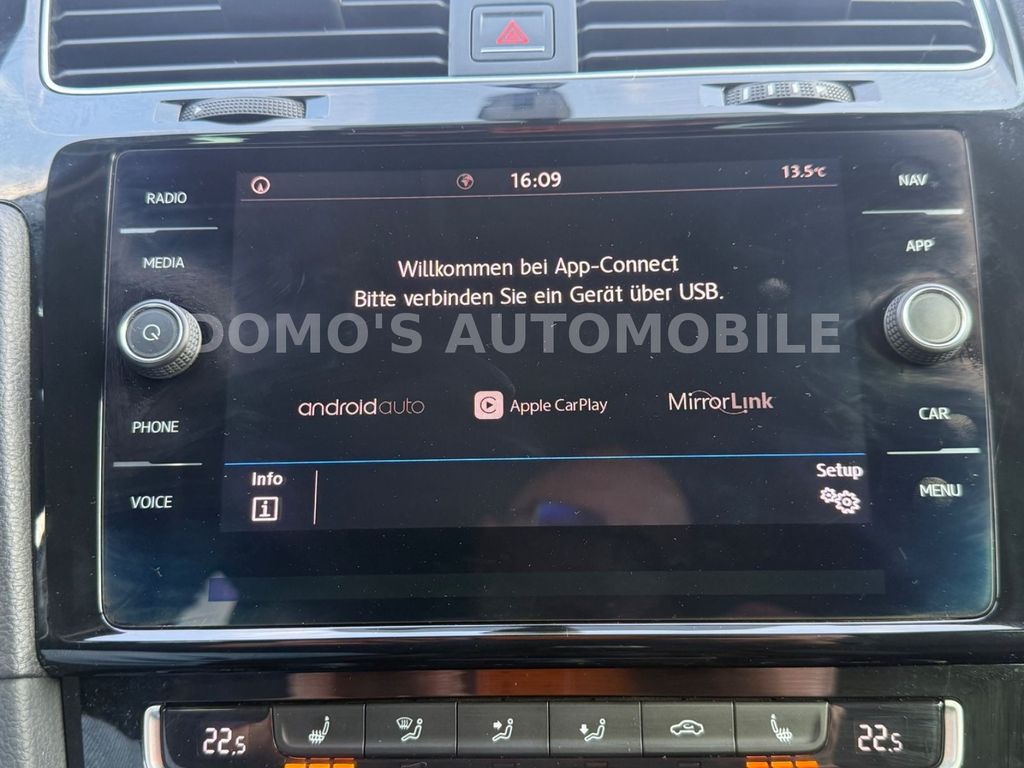 16:09
13.5°C
RADIO
NAV
MEDIA
APP
Willkommen bei App-Connect
Bitte verbinden Sie ein Gerät über USB.
DOMO'S AUTOMOBILE
androidauto
Apple CarPlay
MirrorLink
PHONE
CAR
Info
Setup
VOICE
MENU
22.5
22.5